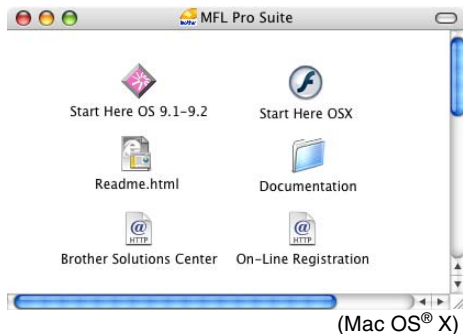 MFL Pro Suite
Start Here OS 9.1-9.2
Start Here OSX
Readme.html
Documentation
@
HTTP
@
HTTP
Brother Solutions Center
On-Line Registration
(Mac OS® X)